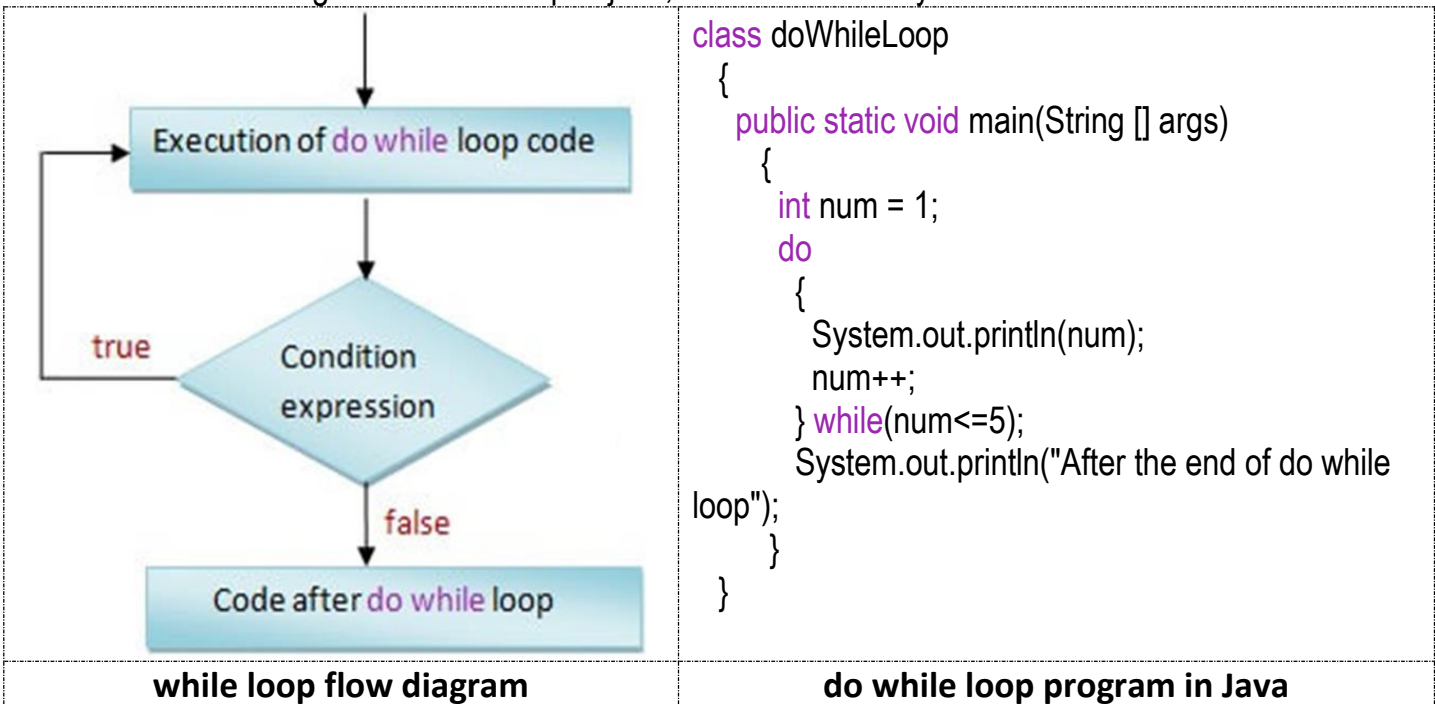 Execution of do while loop code
true
Condition
expression
false
Code after do while loop
while loop flow diagram
class doWhileLoop
{
public static void main(String [] args)
{
int num = 1;
do
{
System.out.println(num);
num++;
} while(num<=5);
System.out.println("After the end of do while
loop");
}
}
do while loop program in Java